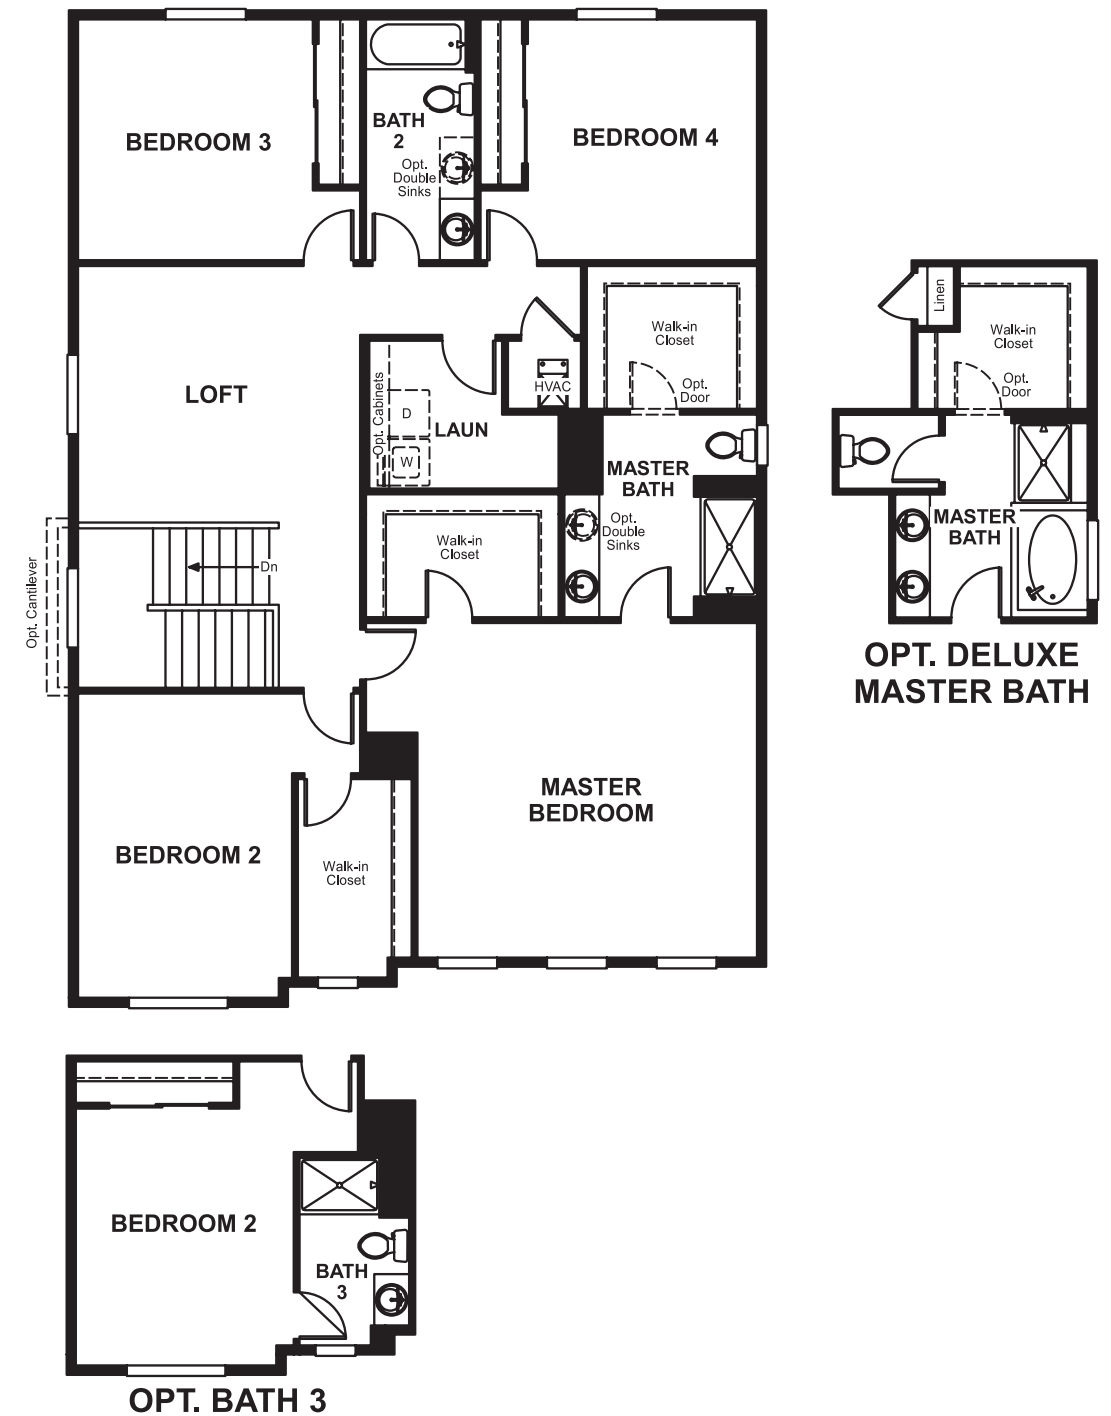 BEDROOM 3
BATH
2
Opt.
Double
Sinks
BEDROOM 4
Walk-in
Closet
Opt.
Door
HVAC
LOFT
Opt. Cabinets
D
W
LAUN
MASTER
BATH
Opt.
Double
Sinks
Walk-in
Closet
Dn
Opt. Cantilever
MASTER
BEDROOM
BEDROOM 2
Walk-in
Closet
Linen
Walk-in
Closet
Opt.
Door
MASTER
BATH
OPT. DELUXE
MASTER BATH
BEDROOM 2
BATH
3
OPT. BATH 3